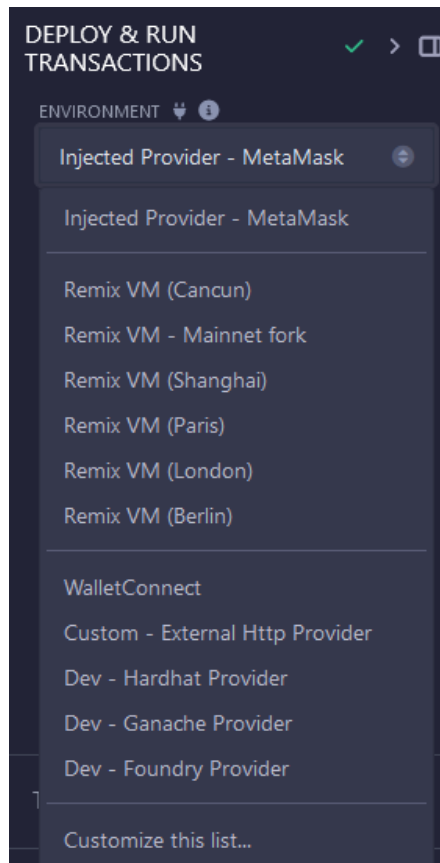 DEPLOY & RUN
TRANSACTIONS
ENVIRONMENT
Injected Provider - MetaMask
Injected Provider - MetaMask
Remix VM (Cancun)
Remix VM - Mainnet fork
Remix VM (Shanghai)
Remix VM (Paris)
Remix VM (London)
Remix VM (Berlin)
WalletConnect
Custom - External Http Provider
Dev - Hardhat Provider
Dev - Ganache Provider
Dev - Foundry Provider
Customize this list...